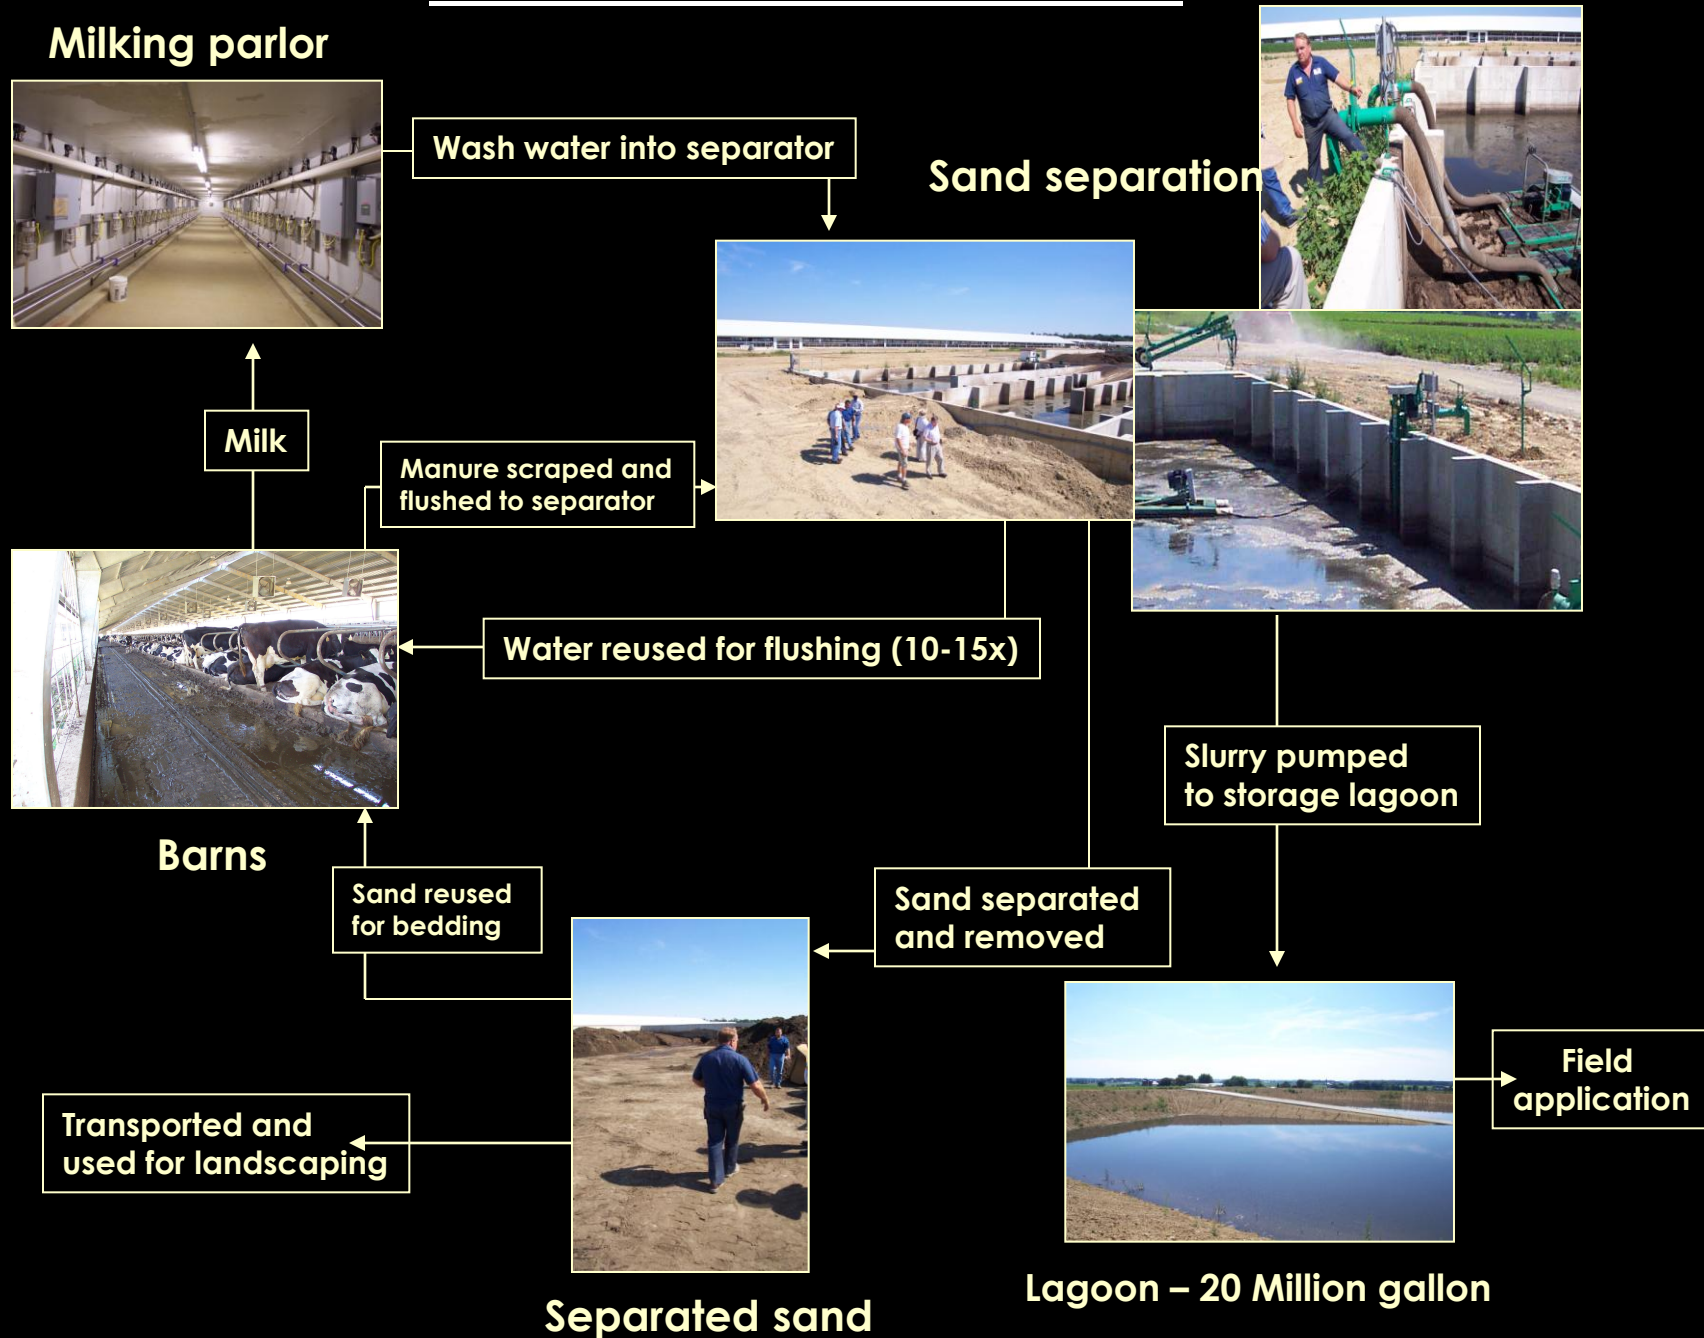 Milking parlor
Wash water into separator
Sand separation
Milk
Manure scraped and
flushed to separator
Water reused for flushing (10-15x)
Slurry pumped
to storage lagoon
Barns
Sand reused
for bedding
Sand separated
and removed
Field
application
Transported and
used for landscaping
Lagoon – 20 Million gallon
Separated sand